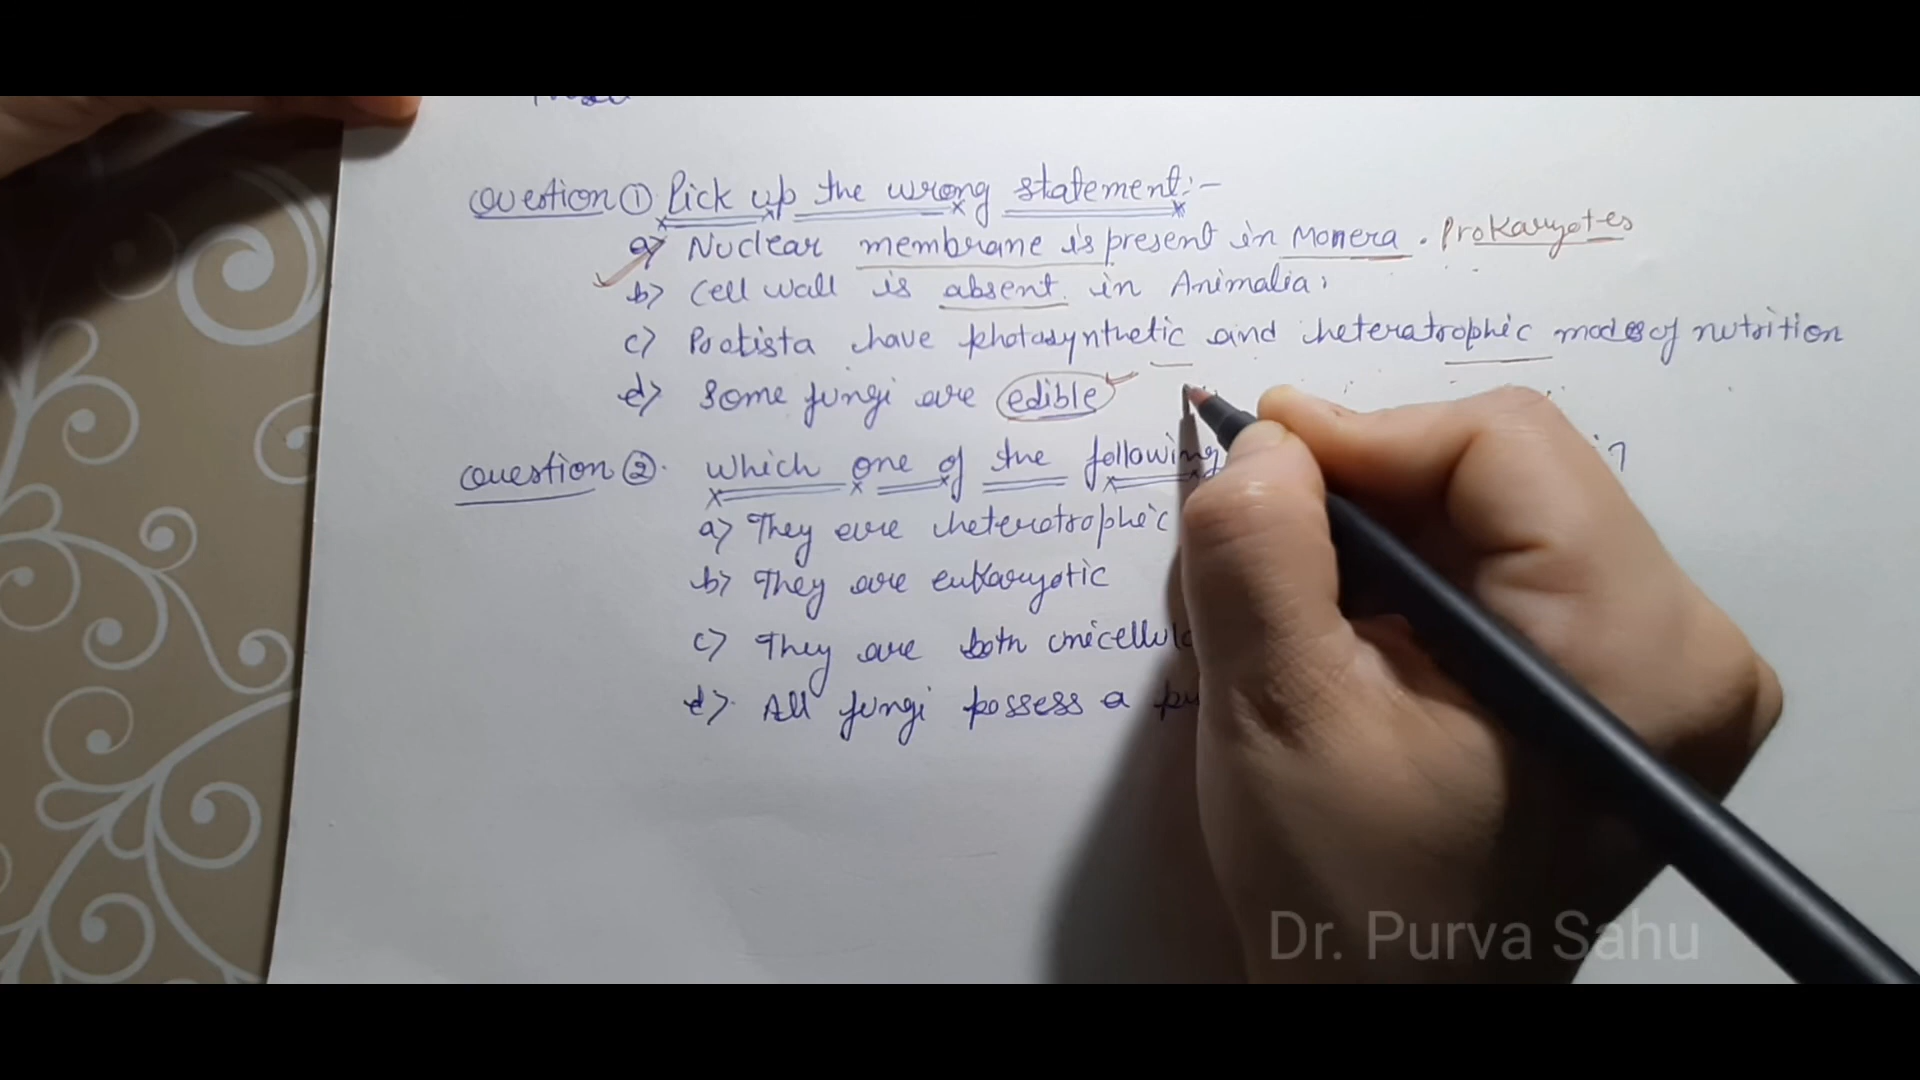 Question ① Pick up the wrong statement:-
a) Nuclear membrane is present in Monera. Prokaryotes
b) Cell wall is absent in Animalia.
c) Protista have photosynthetic and heterotrophic modes of nutrition
d) Some fungi are edible
Question ②. which one of the following
a) They are heterotrophic
b) They are eukaryotic
c) They are both
d). All fungi possess a
Dr. Purva Sahu